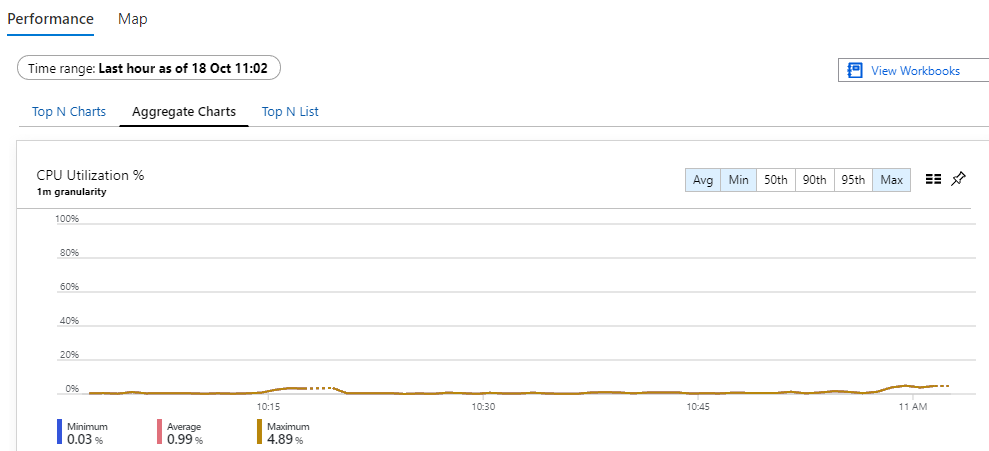 Performance Map
Time range: Last hour as of 18 Oct 11:02
View Workbooks
Top N Charts Aggregate Charts Top N List
CPU Utilization %
1m granularity
Avg Min 50th 90th 95th Max
100%
80%
60%
40%
20%
0%
10:15 10:30 10:45 11 AM
Minimum Average Maximum
0.03 % 0.99 % 4.89 %